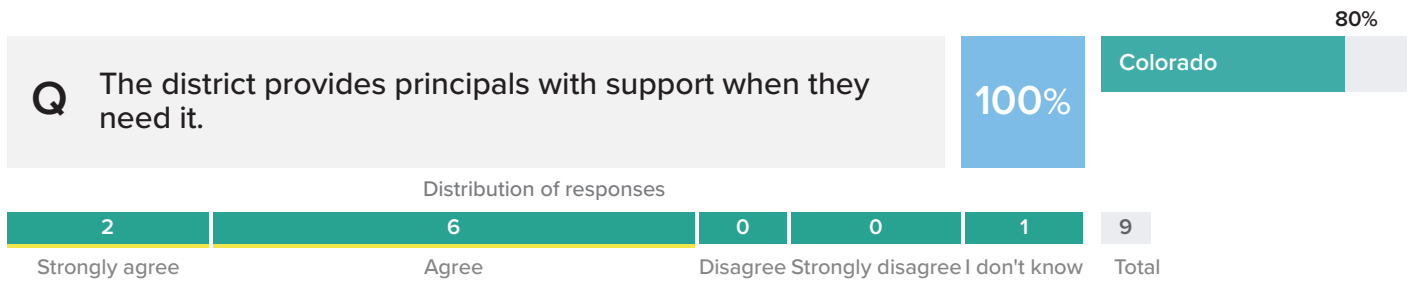 80%
Q
The district provides principals with support when they
need it.
100%
Colorado
Distribution of responses
2 6 0 0 1 9
Strongly agree Agree Disagree Strongly disagree I don't know Total